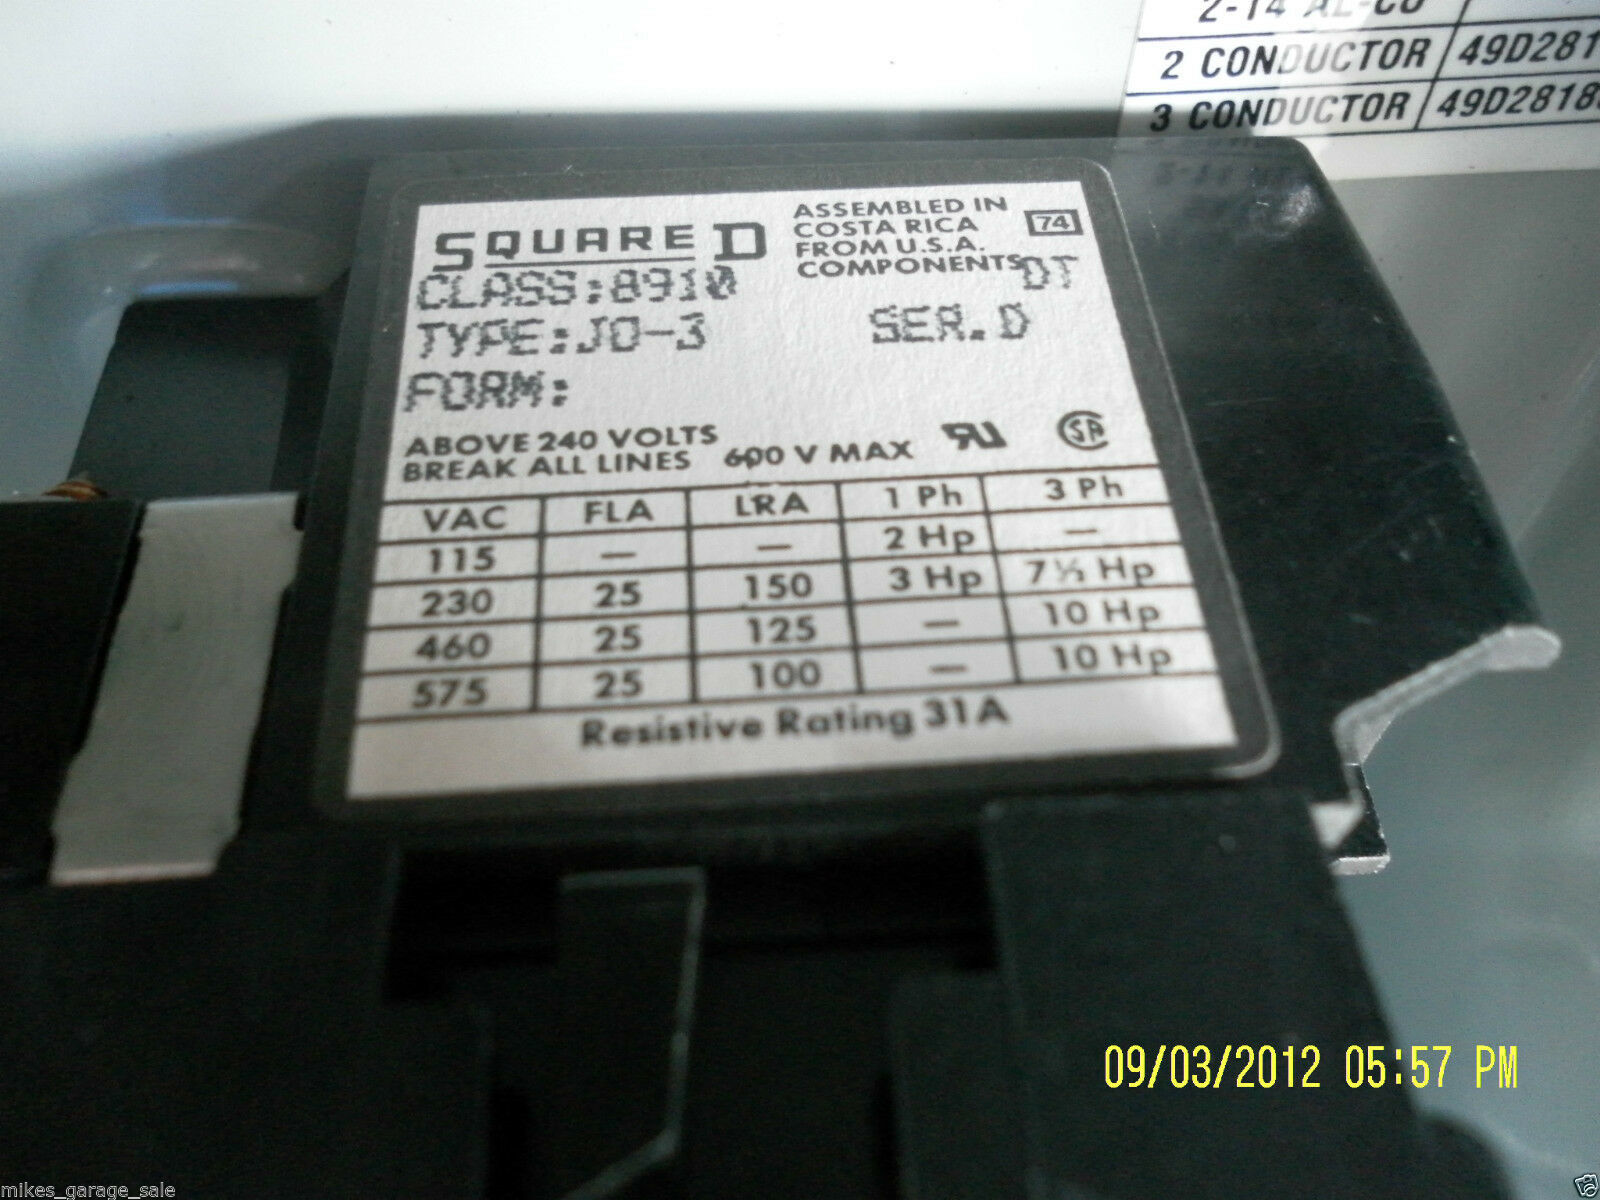 2-14 AL-CU
2 CONDUCTOR 49D281
3 CONDUCTOR 49D2818
SQUARE D
ASSEMBLED IN
COSTA RICA
FROM U.S.A.
COMPONENTS
74
CLASS:8910 DT
TYPE:JO-3 SER.D
FORM:
ABOVE 240 VOLTS
BREAK ALL LINES 600 V MAX
VAC FLA LRA 1 Ph 3 Ph
115 — — 2 Hp —
230 25 150 3 Hp 7½ Hp
460 25 125 — 10 Hp
575 25 100 — 10 Hp
Resistive Rating 31A
09/03/2012 05:57 PM
mikes_garage_sale